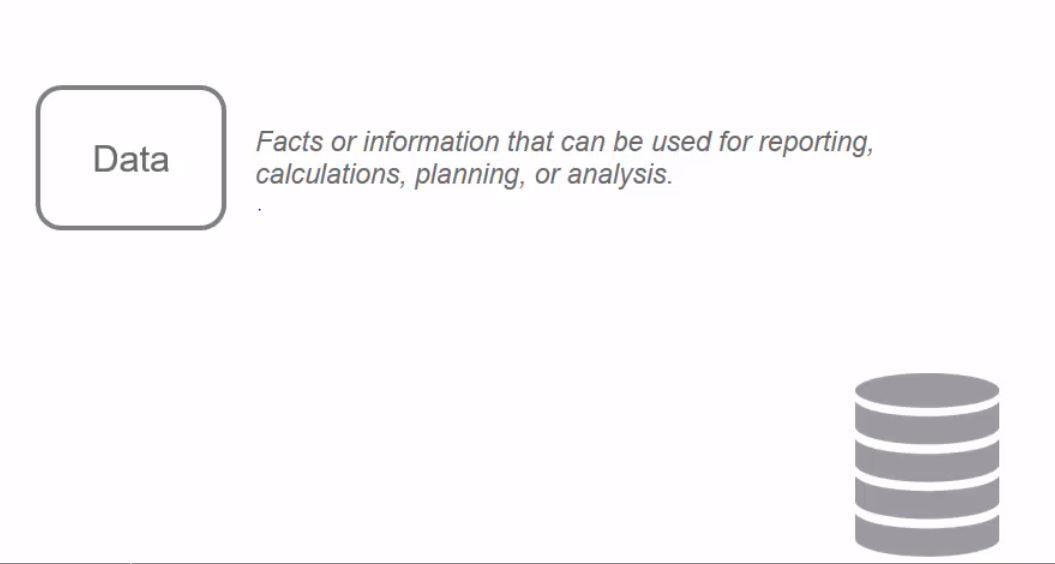 Data
Facts or information that can be used for reporting,
calculations, planning, or analysis.
.